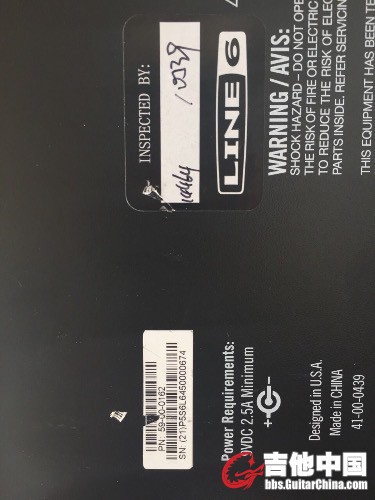 INSPECTED BY:
LINE 6
WARNING / AVIS:
SHOCK HAZARD – DO NOT OPE
THE RISK OF FIRE OR ELECTRIC
TO REDUCE THE RISK OF ELEC
PARTS INSIDE. REFER SERVICING
THIS EQUIPMENT HAS BEEN TE
PN: 59-00-0162
SN: (21)P5S6L6450000674
Power Requirements:
9VDC 2.5A Minimum
Designed in U.S.A.
Made in CHINA
41-00-0439
吉他中国
bbs.GuitarChina.com